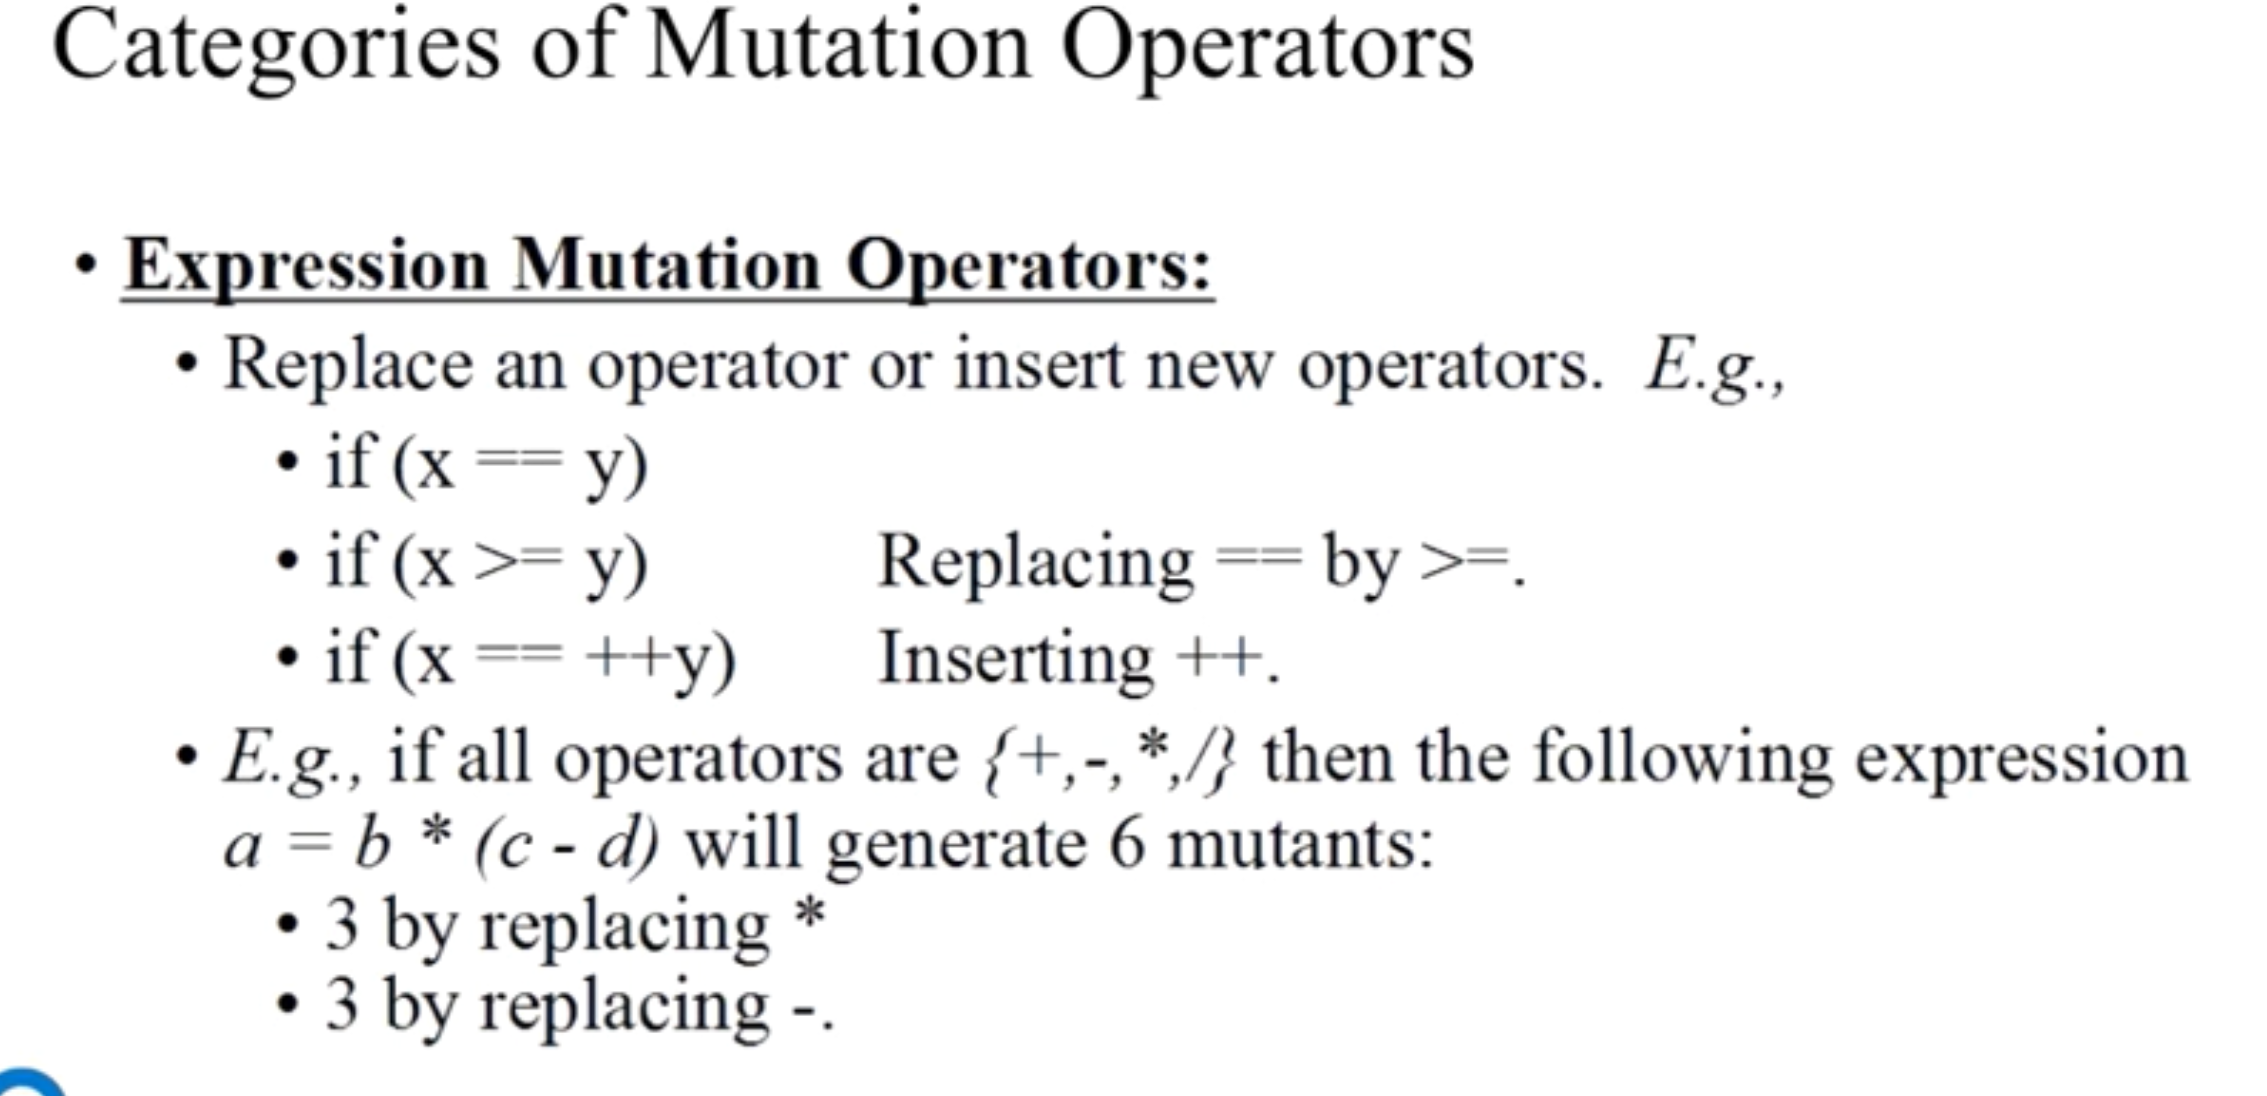 Categories of Mutation Operators
• Expression Mutation Operators:
• Replace an operator or insert new operators. E.g.,
• if (x == y)
• if (x >= y) Replacing == by >=.
• if (x == ++y) Inserting ++.
• E.g., if all operators are {+,-,*,/} then the following expression
a = b * (c - d) will generate 6 mutants:
• 3 by replacing *
• 3 by replacing -.